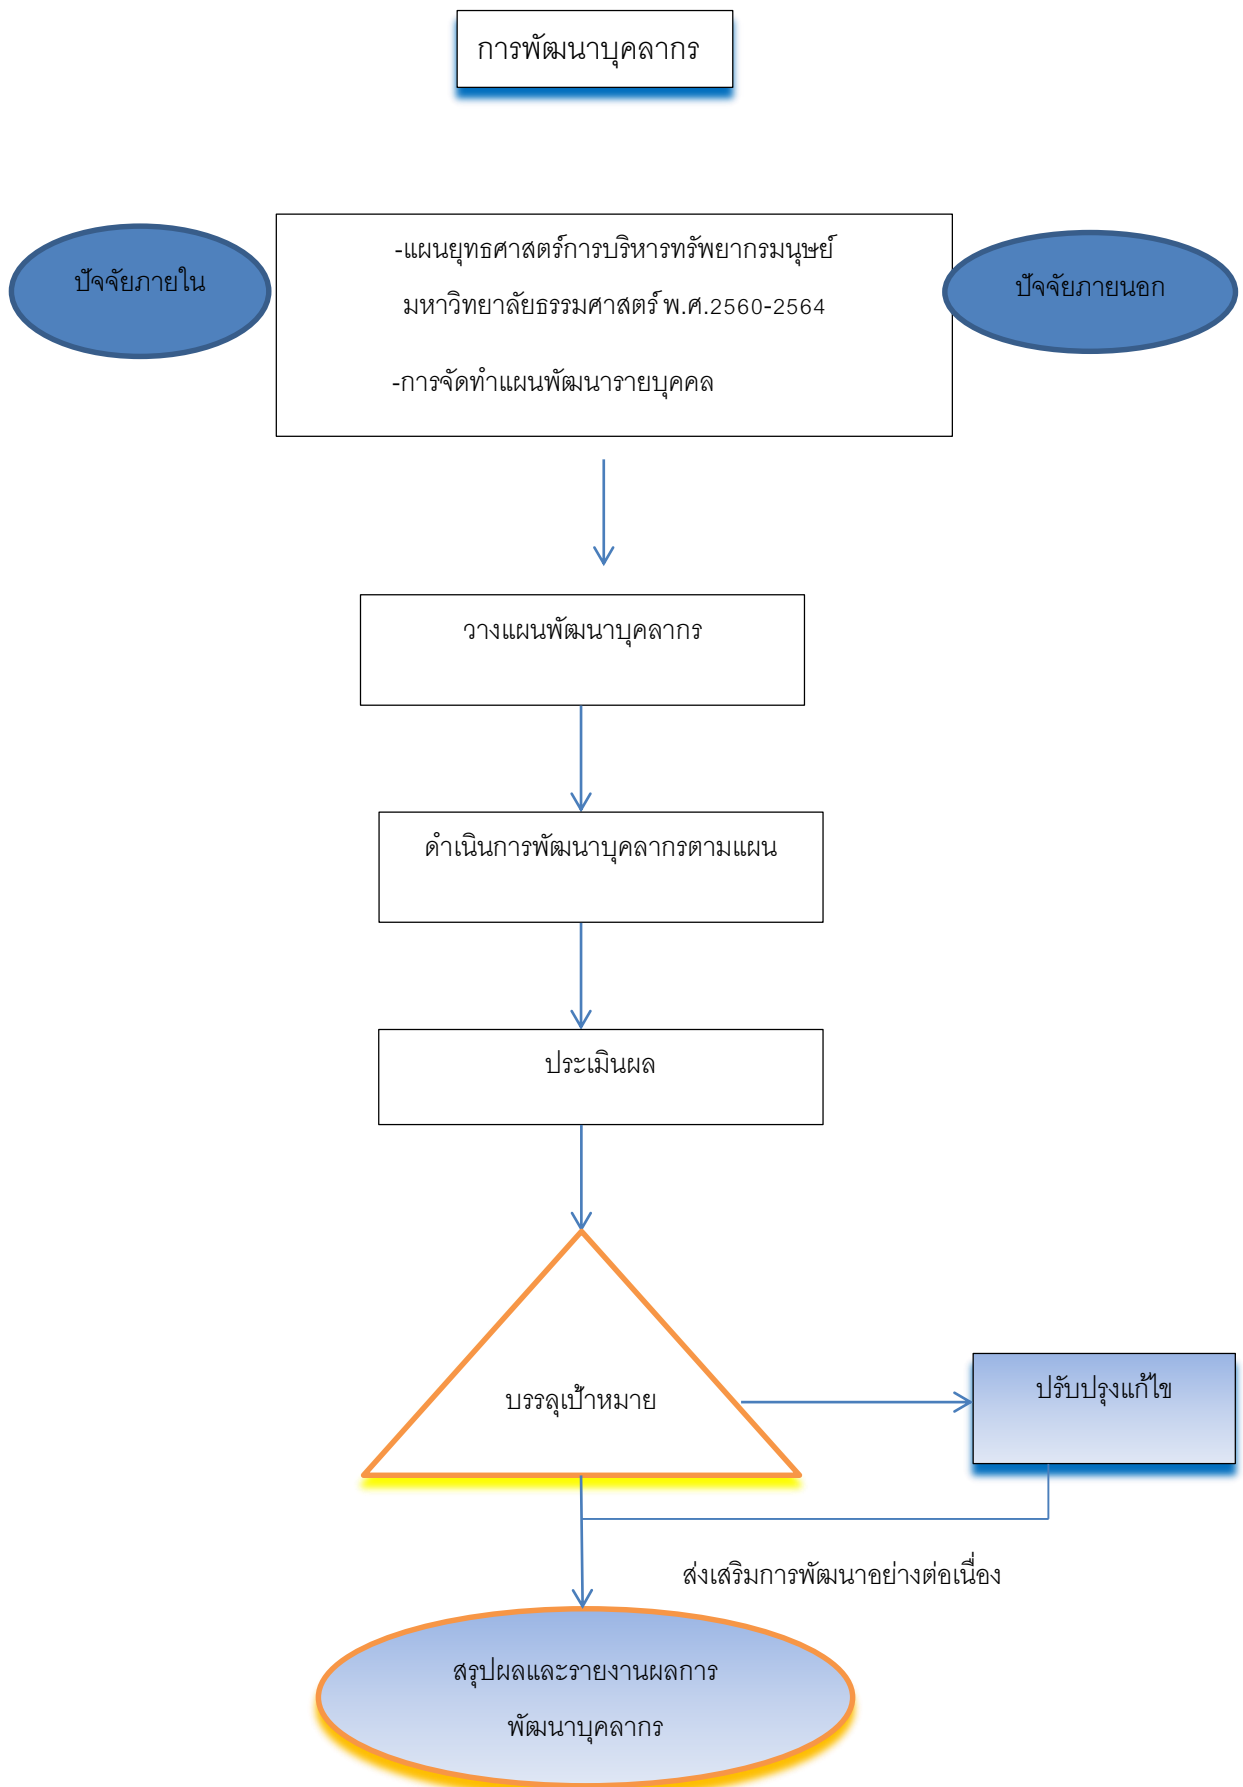 การพัฒนาบุคลากร
ปัจจัยภายใน
-แผนยุทธศาสตร์การบริหารทรัพยากรมนุษย์
มหาวิทยาลัยธรรมศาสตร์ พ.ศ.2560-2564
-การจัดทำแผนพัฒนารายบุคคล
ปัจจัยภายนอก
วางแผนพัฒนาบุคลากร
ดำเนินการพัฒนาบุคลากรตามแผน
ประเมินผล
บรรลุเป้าหมาย
ปรับปรุงแก้ไข
ส่งเสริมการพัฒนาอย่างต่อเนื่อง
สรุปผลและรายงานผลการ
พัฒนาบุคลากร